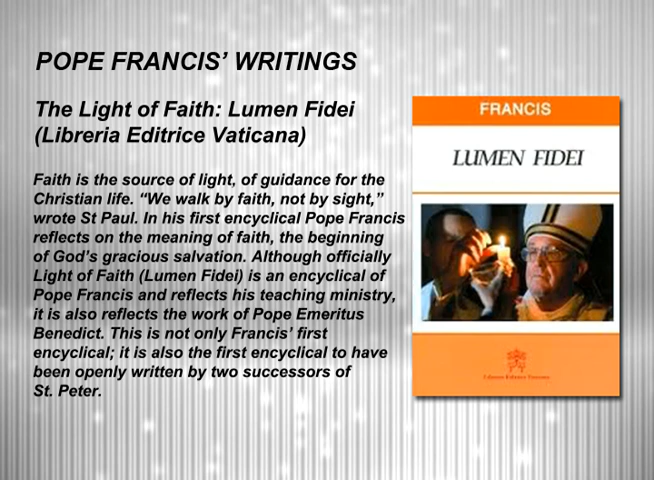 POPE FRANCIS’ WRITINGS
The Light of Faith: Lumen Fidei
(Libreria Editrice Vaticana)
Faith is the source of light, of guidance for the
Christian life. “We walk by faith, not by sight,”
wrote St Paul. In his first encyclical Pope Francis
reflects on the meaning of faith, the beginning
of God’s gracious salvation. Although officially
Light of Faith (Lumen Fidei) is an encyclical of
Pope Francis and reflects his teaching ministry,
it is also reflects the work of Pope Emeritus
Benedict. This is not only Francis’ first
encyclical; it is also the first encyclical to have
been openly written by two successors of
St. Peter.
FRANCIS
LUMEN FIDEI
Libreria Editrice Vaticana